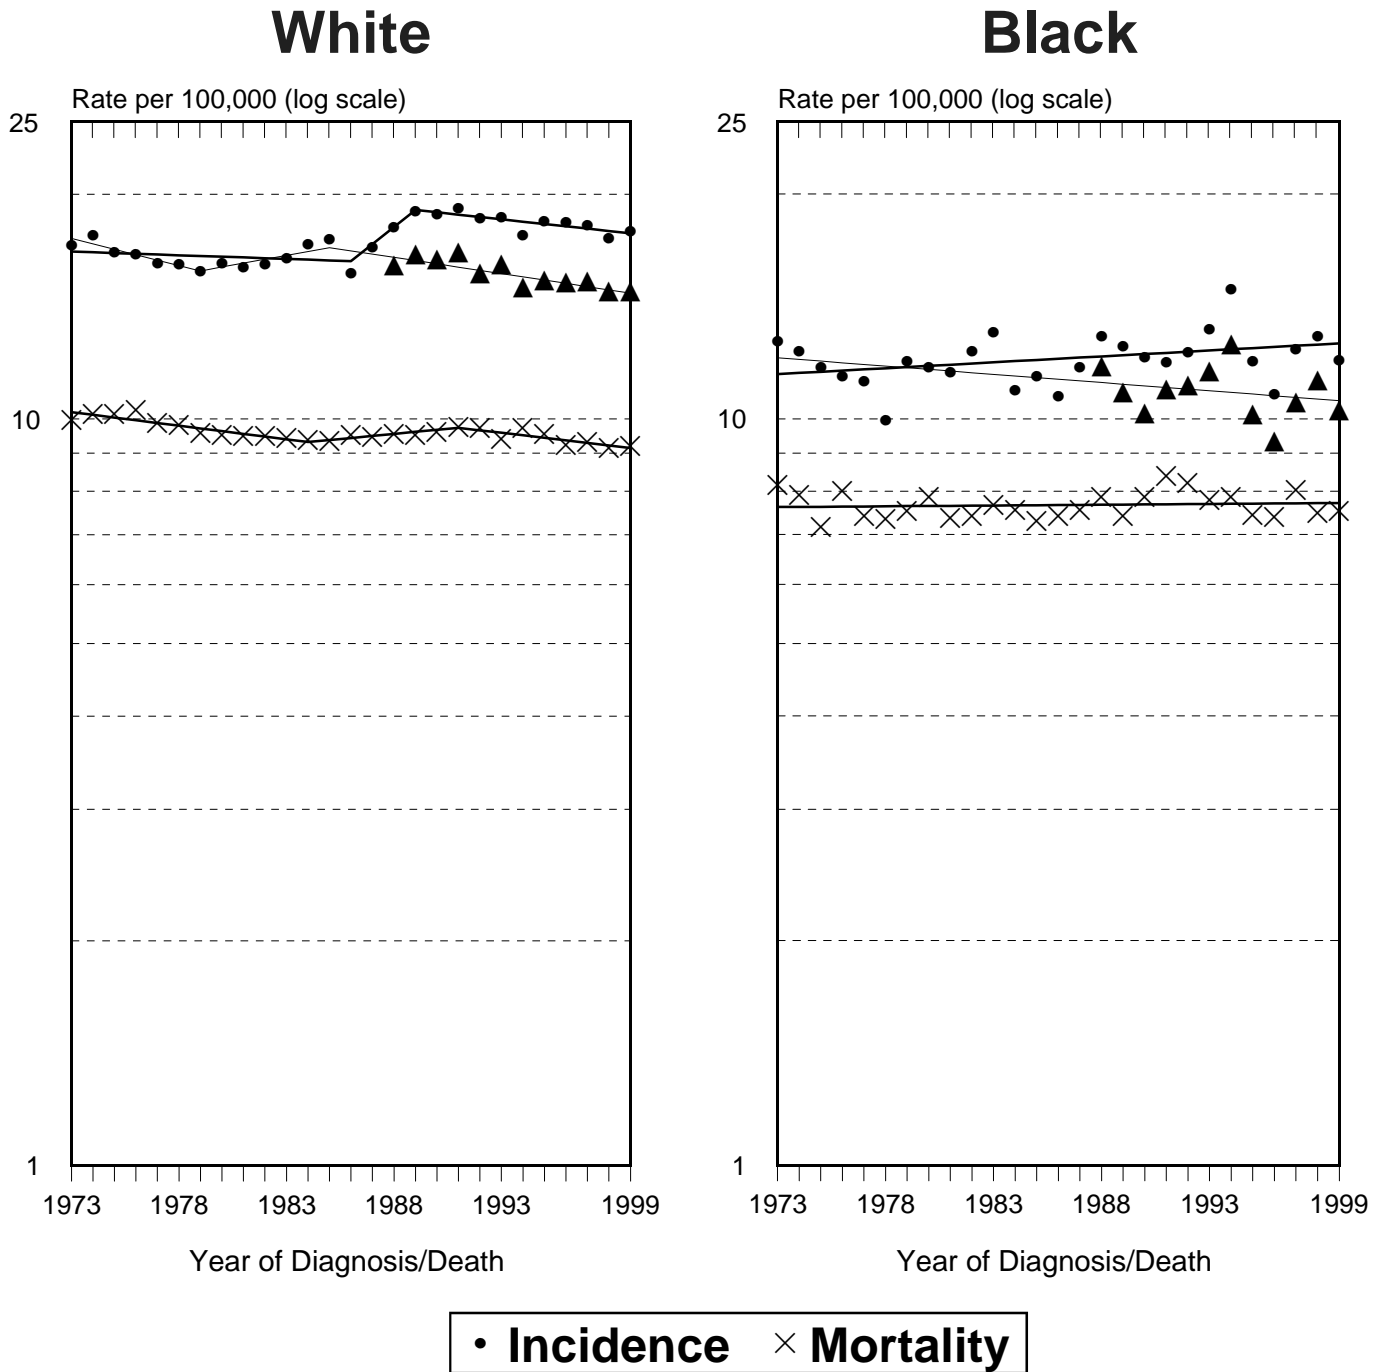 White
Black
Rate per 100,000 (log scale)
Rate per 100,000 (log scale)
25
25
10
10
1
1
1973 1978 1983 1988 1993 1999
1973 1978 1983 1988 1993 1999
Year of Diagnosis/Death
Year of Diagnosis/Death
Incidence Mortality